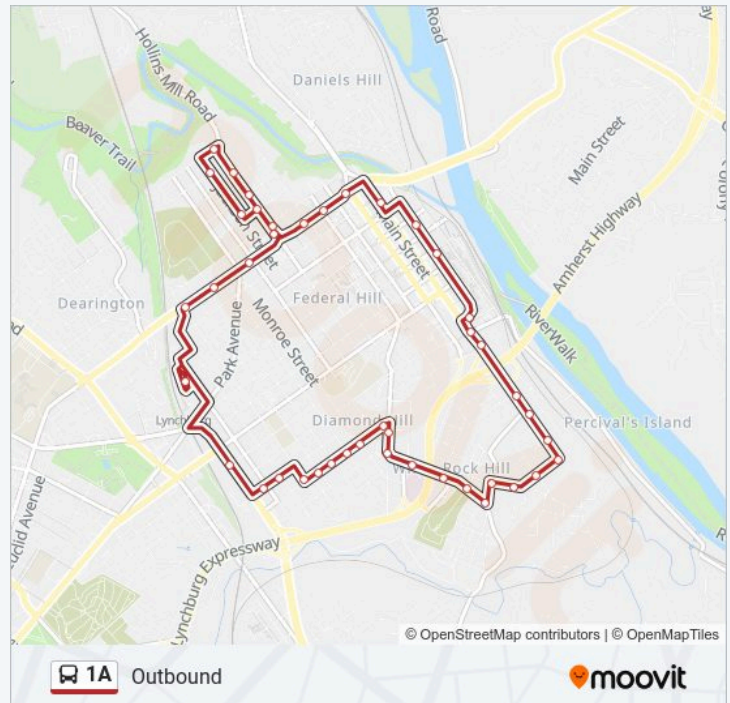 Road
Hollins Mill Road
Daniels Hill
Beaver Trail
Main Street
Amherst Highway
Main Street
Dearington
Federal Hill
RiverWalk
Park Avenue
Monroe Street
Lynchburg
Diamond Hill
Percival's Island
Rock Hill
Euclid Avenue
Lynchburg Expressway
© OpenStreetMap contributors | © OpenMapTiles
1A Outbound
moovit